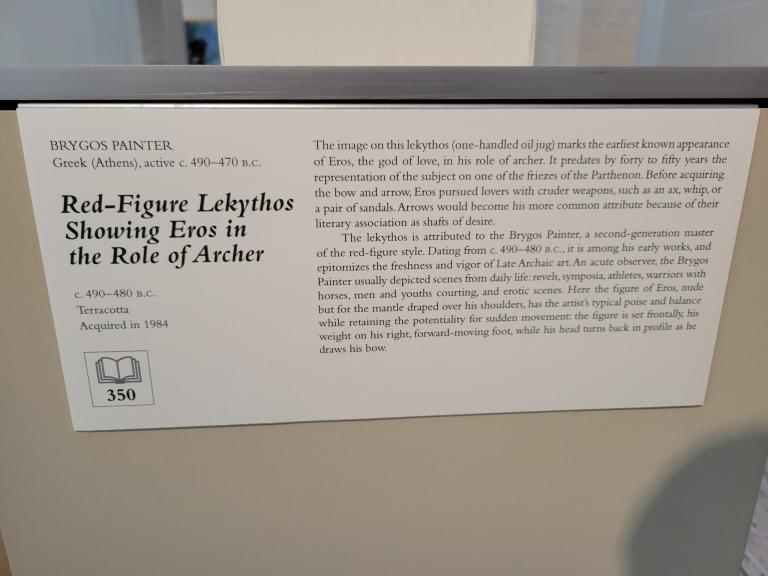 BRYGOS PAINTER
Greek (Athens), active c. 490–470 B.C.
Red-Figure Lekythos
Showing Eros in
the Role of Archer
c. 490–480 B.C.
Terracotta
Acquired in 1984
350
The image on this lekythos (one-handled oil jug) marks the earliest known appearance
of Eros, the god of love, in his role of archer. It predates by forty to fifty years the
representation of the subject on one of the friezes of the Parthenon. Before acquiring
the bow and arrow, Eros pursued lovers with cruder weapons, such as an ax, whip, or
a pair of sandals. Arrows would become his more common attribute because of their
literary association as shafts of desire.
The lekythos is attributed to the Brygos Painter, a second-generation master
of the red-figure style. Dating from c. 490–480 B.C., it is among his early works, and
epitomizes the freshness and vigor of Late Archaic art. An acute observer, the Brygos
Painter usually depicted scenes from daily life: revels, symposia, athletes, warriors with
horses, men and youths courting, and erotic scenes. Here the figure of Eros, nude
but for the mantle draped over his shoulders, has the artist's typical poise and balance
while retaining the potentiality for sudden movement: the figure is set frontally, his
weight on his right, forward-moving foot, while his head turns back in profile as he
draws his bow.